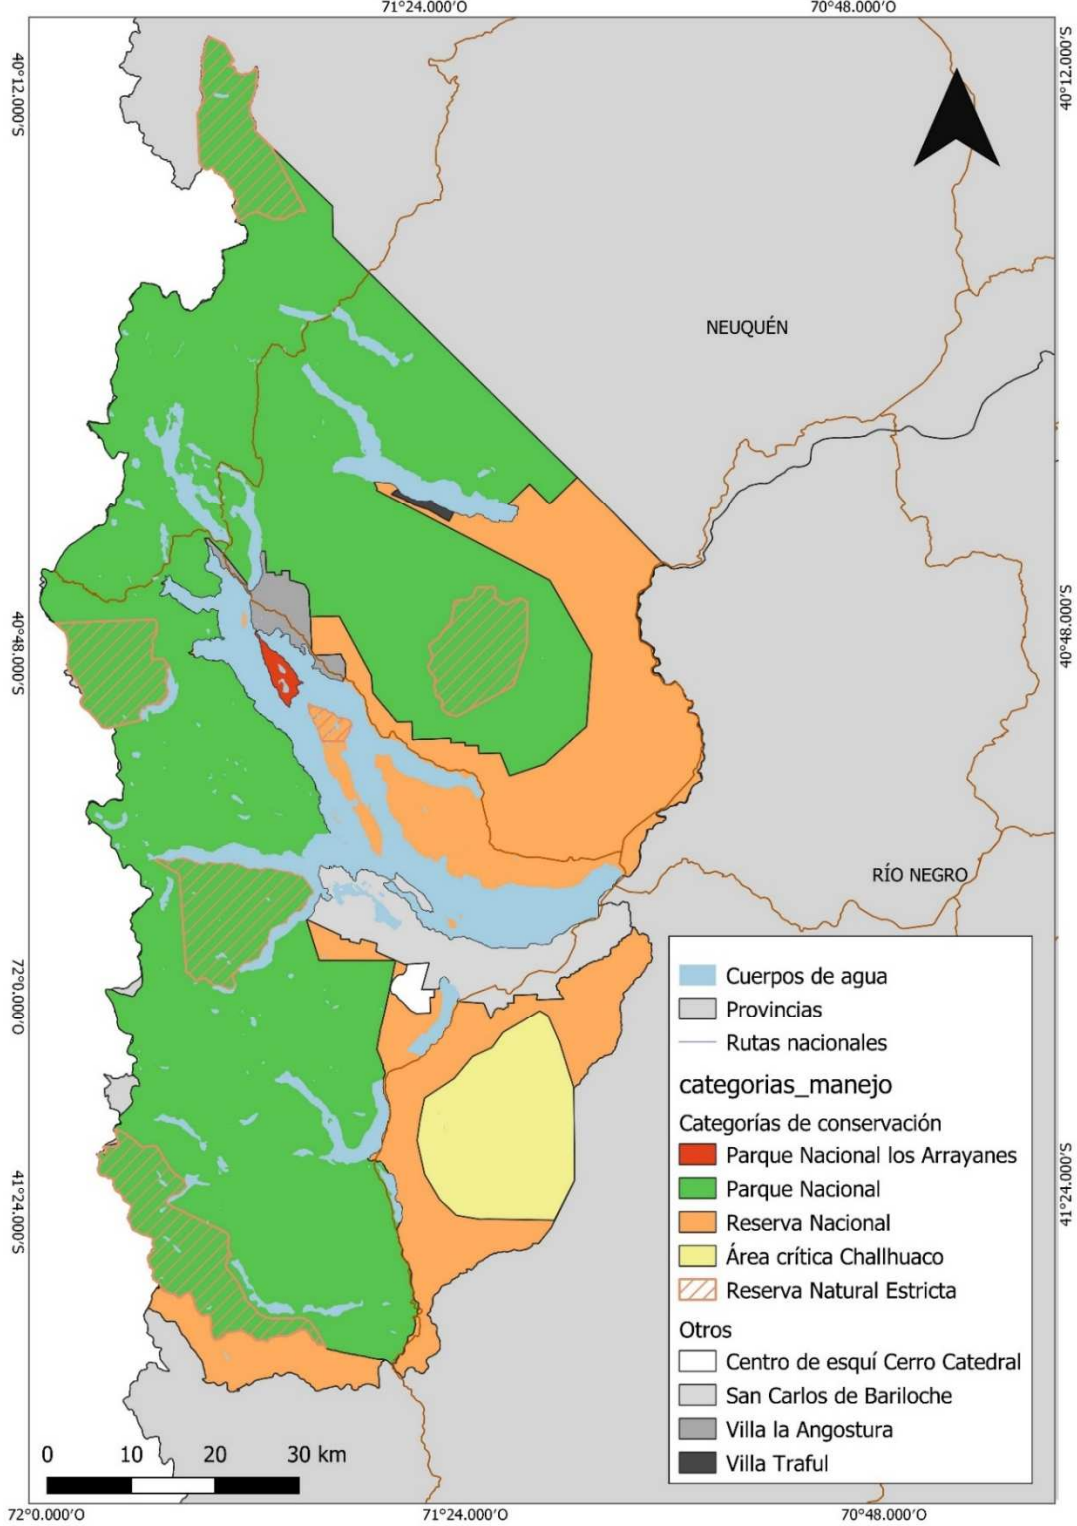 71°24.000'O
70°48.000'O
40°12.000'S
40°12.000'S
NEUQUÉN
40°48.000'S
40°48.000'S
RÍO NEGRO
72°0.000'O
Cuerpos de agua
Provincias
Rutas nacionales
categorias_manejo
Categorías de conservación
Parque Nacional los Arrayanes
Parque Nacional
Reserva Nacional
Área crítica Challhuaco
Reserva Natural Estricta
Otros
Centro de esquí Cerro Catedral
San Carlos de Bariloche
Villa la Angostura
Villa Traful
41°24.000'S
41°24.000'S
0 10 20 30 km
72°0.000'O
71°24.000'O
70°48.000'O